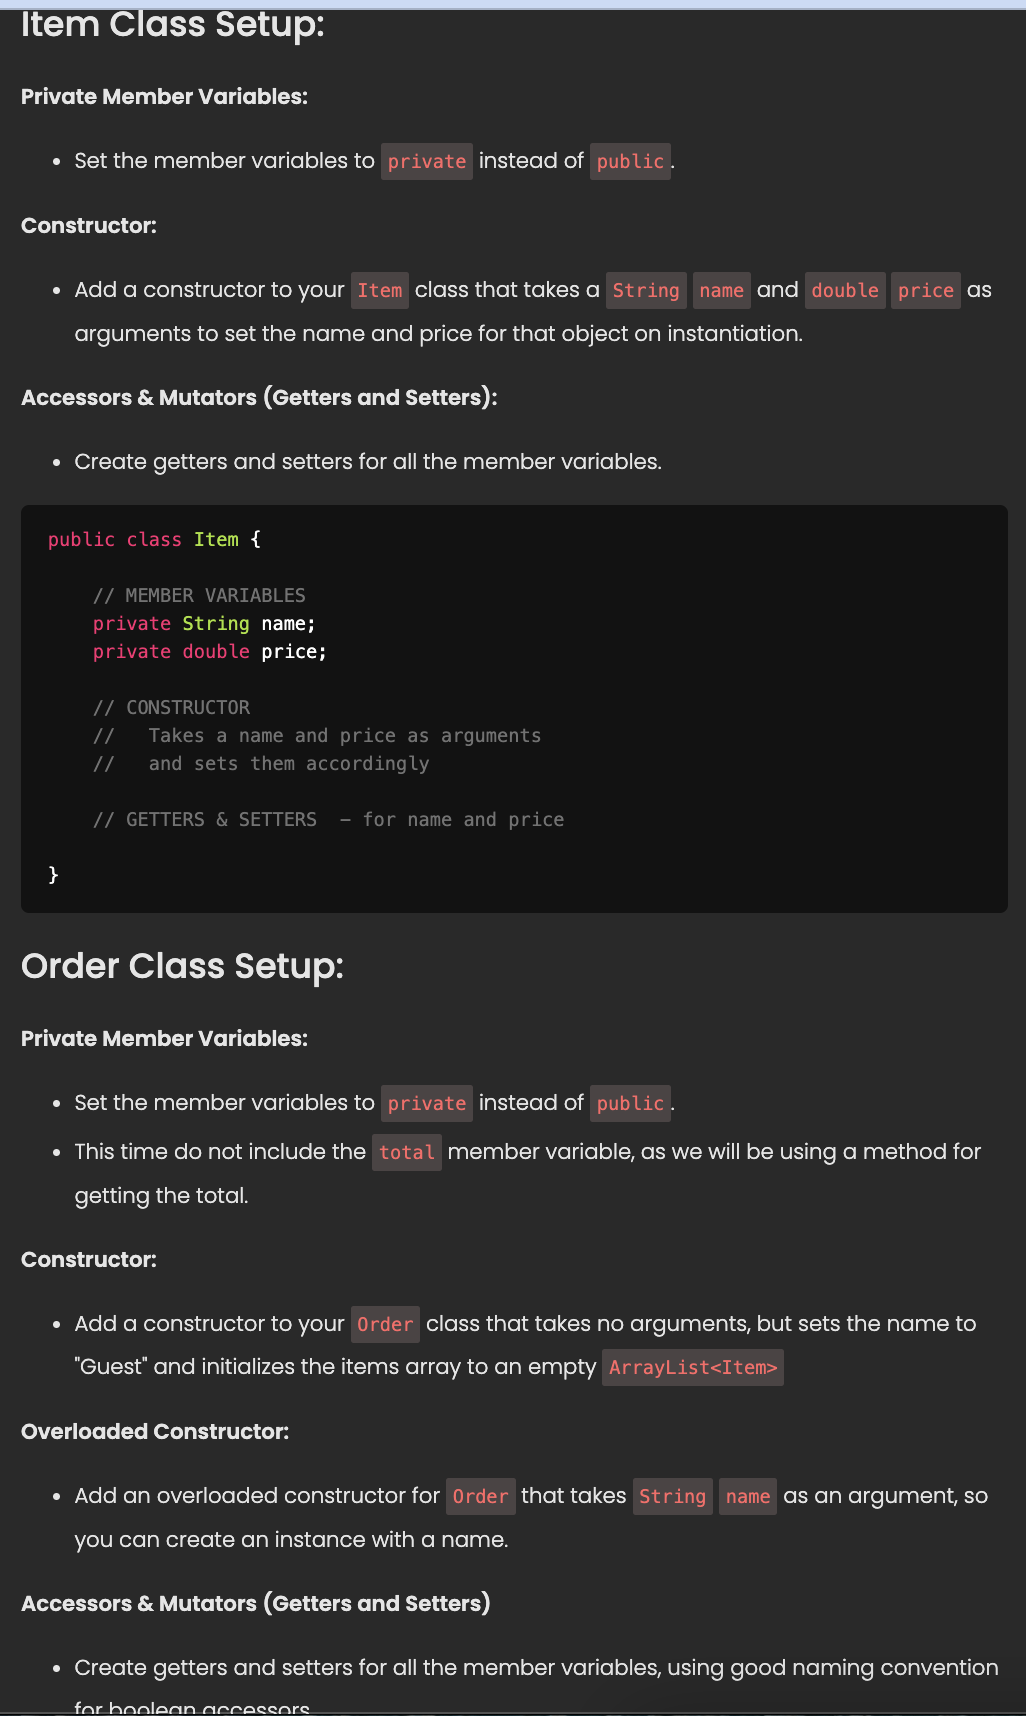 Item Class Setup:
Private Member Variables:
• Set the member variables to private instead of public.
Constructor:
• Add a constructor to your Item class that takes a String name and double price as
arguments to set the name and price for that object on instantiation.
Accessors & Mutators (Getters and Setters):
• Create getters and setters for all the member variables.
public class Item {
// MEMBER VARIABLES
private String name;
private double price;
// CONSTRUCTOR
//   Takes a name and price as arguments
//   and sets them accordingly
// GETTERS & SETTERS  – for name and price
}
Order Class Setup:
Private Member Variables:
• Set the member variables to private instead of public.
• This time do not include the total member variable, as we will be using a method for
getting the total.
Constructor:
• Add a constructor to your Order class that takes no arguments, but sets the name to
"Guest" and initializes the items array to an empty ArrayList<Item>
Overloaded Constructor:
• Add an overloaded constructor for Order that takes String name as an argument, so
you can create an instance with a name.
Accessors & Mutators (Getters and Setters)
• Create getters and setters for all the member variables, using good naming convention
for boolean accessors.